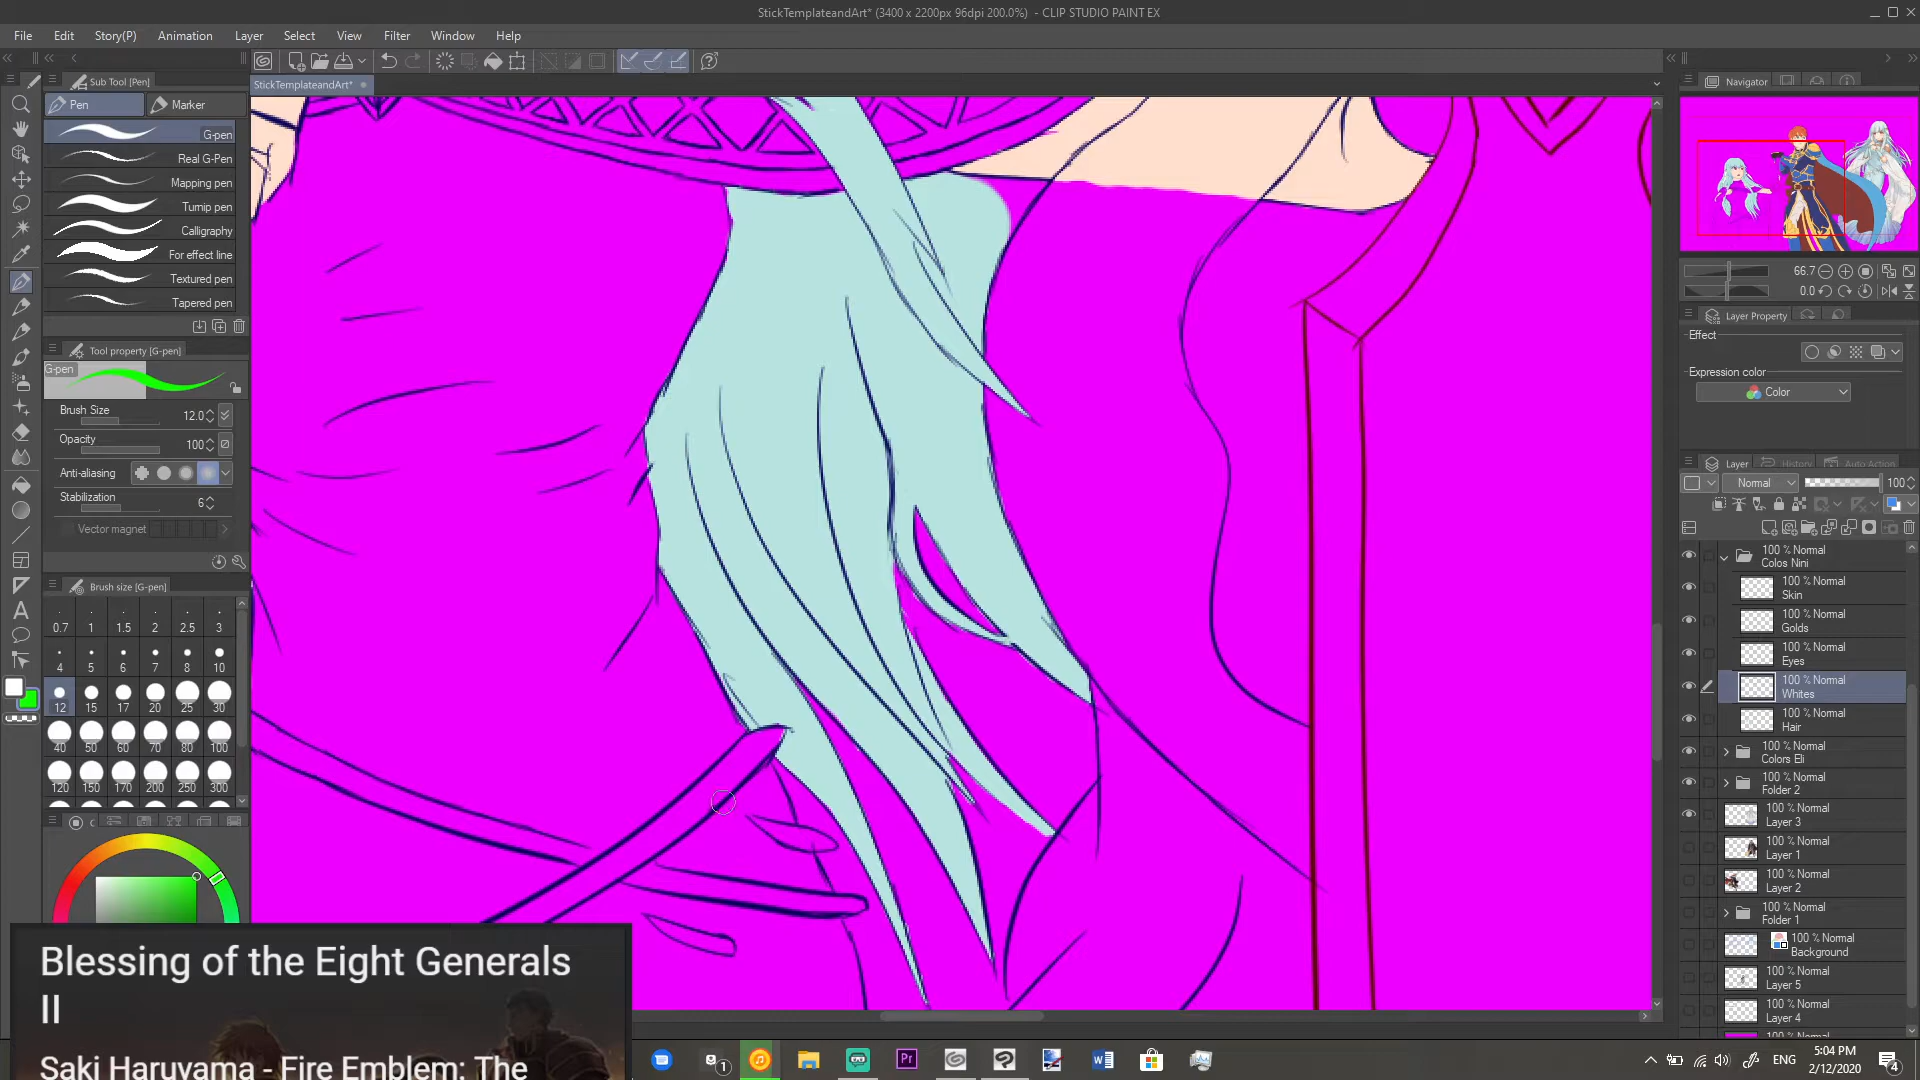 StickTemplateandArt* (3400 x 2200px 96dpi 200.0%) - CLIP STUDIO PAINT EX
File Edit Story(P) Animation Layer Select View Filter Window Help
Sub Tool [Pen]
StickTemplateandArt*
Navigator
Pen Marker
G-pen
Real G-Pen
Mapping pen
Turnip pen
Calligraphy
For effect line
Textured pen
Tapered pen
66.7
0.0
Layer Property
Effect
Expression color
Color
Tool property [G-pen]
G-pen
Brush Size 12.0
Opacity 100
Anti-aliasing
Stabilization 6
Vector magnet
Layer History Auto Action
Normal 100
Brush size [G-pen]
0.7 1 1.5 2 2.5 3
4 5 6 7 8 10
12 15 17 20 25 30
40 50 60 70 80 100
120 150 170 200 250 300
100 % Normal
Colos Nini
100 % Normal
Skin
100 % Normal
Golds
100 % Normal
Eyes
100 % Normal
Whites
100 % Normal
Hair
100 % Normal
Colors Eli
100 % Normal
Folder 2
100 % Normal
Layer 3
100 % Normal
Layer 1
100 % Normal
Layer 2
100 % Normal
Folder 1
100 % Normal
Background
100 % Normal
Layer 5
100 % Normal
Layer 4
100 % Normal
Blessing of the Eight Generals
II
Saki Haruyama - Fire Emblem: The
1
Pr
ENG
5:04 PM
2/12/2020
4